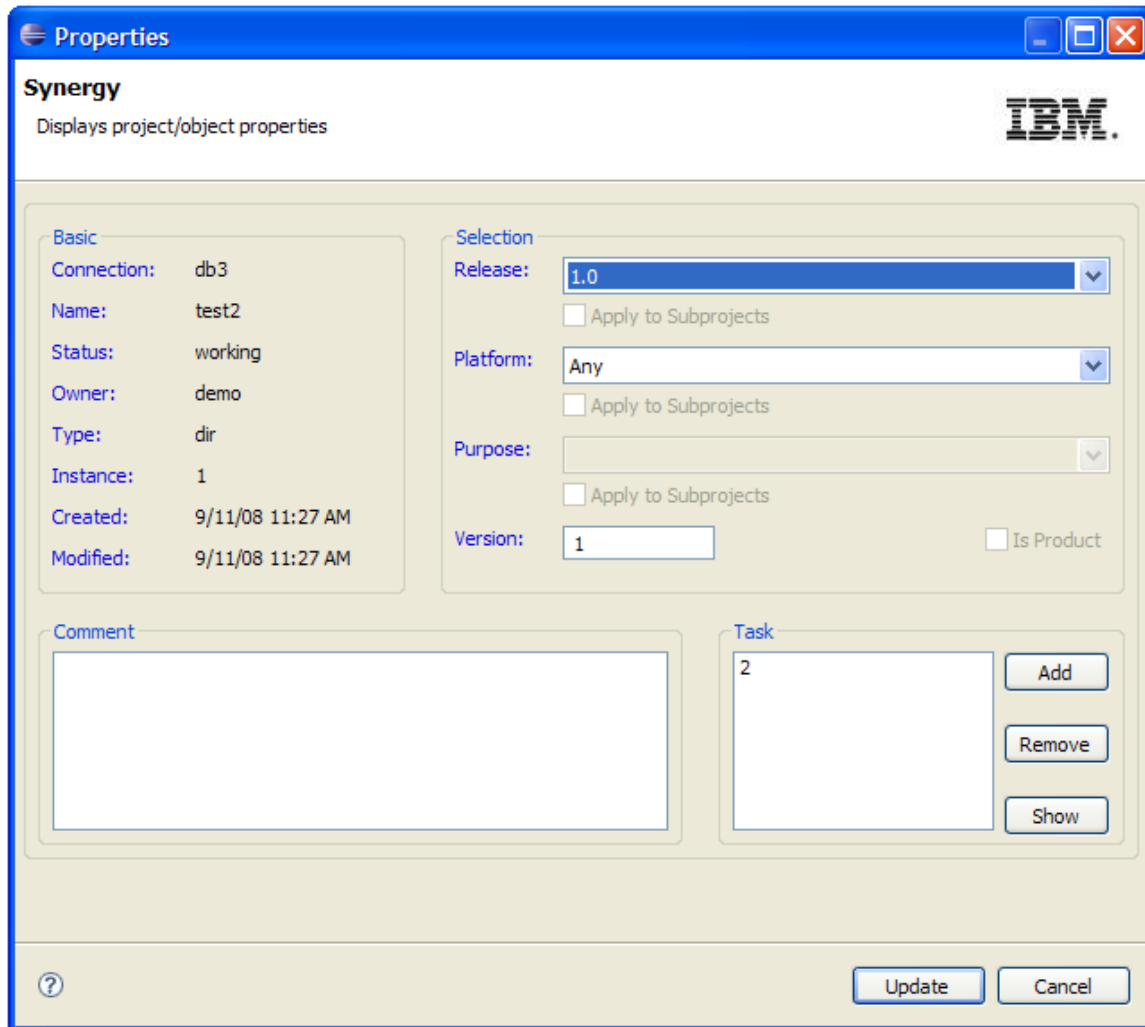 Properties
Synergy
Displays project/object properties
IBM.
Basic
Connection: db3
Name: test2
Status: working
Owner: demo
Type: dir
Instance: 1
Created: 9/11/08 11:27 AM
Modified: 9/11/08 11:27 AM
Selection
Release: 1.0
Apply to Subprojects
Platform: Any
Apply to Subprojects
Purpose:
Apply to Subprojects
Version: 1 Is Product
Comment
Task
2
Add
Remove
Show
? Update Cancel